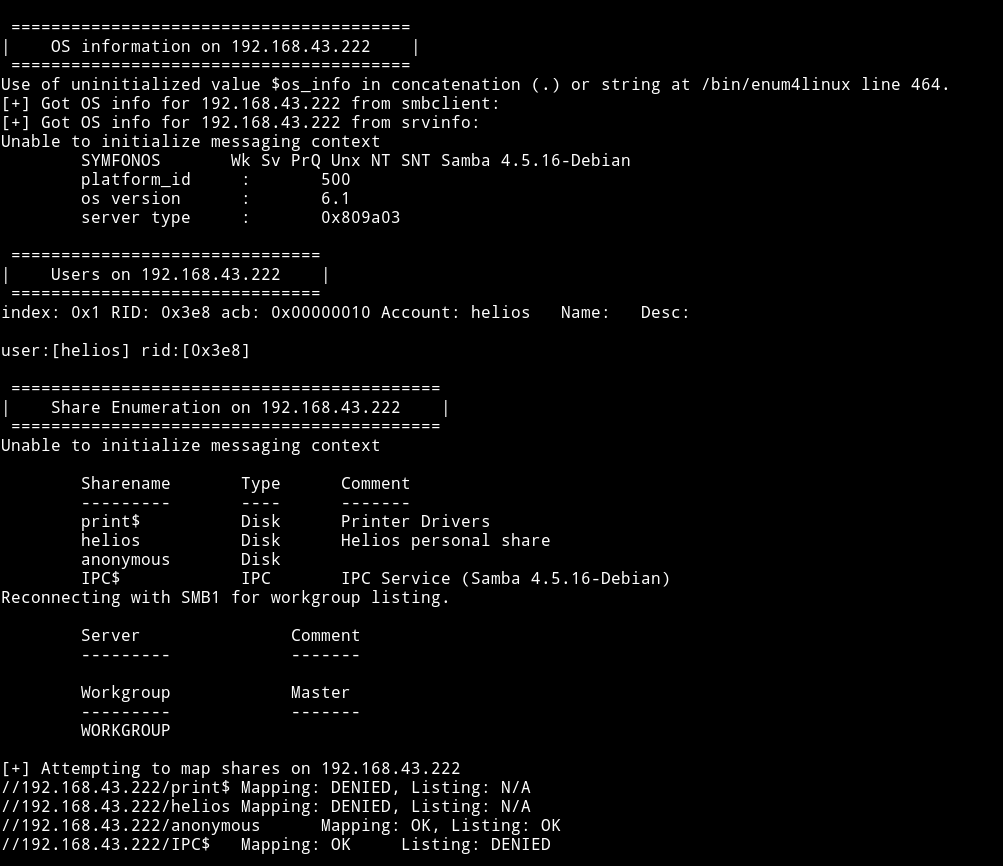 ========================================
|    OS information on 192.168.43.222    |
 ========================================
Use of uninitialized value $os_info in concatenation (.) or string at /bin/enum4linux line 464.
[+] Got OS info for 192.168.43.222 from smbclient:
[+] Got OS info for 192.168.43.222 from srvinfo:
Unable to initialize messaging context
        SYMFONOS       Wk Sv PrQ Unx NT SNT Samba 4.5.16-Debian
        platform_id     :       500
        os version      :       6.1
        server type     :       0x809a03
 ===============================
|    Users on 192.168.43.222    |
 ===============================
index: 0x1 RID: 0x3e8 acb: 0x00000010 Account: helios   Name:   Desc:
user:[helios] rid:[0x3e8]
 ===========================================
|    Share Enumeration on 192.168.43.222    |
 ===========================================
Unable to initialize messaging context
        Sharename       Type      Comment
        ---------       ----      -------
        print$          Disk      Printer Drivers
        helios          Disk      Helios personal share
        anonymous       Disk
        IPC$            IPC       IPC Service (Samba 4.5.16-Debian)
Reconnecting with SMB1 for workgroup listing.
        Server               Comment
        ---------            -------
        Workgroup            Master
        ---------            -------
        WORKGROUP
[+] Attempting to map shares on 192.168.43.222
//192.168.43.222/print$ Mapping: DENIED, Listing: N/A
//192.168.43.222/helios Mapping: DENIED, Listing: N/A
//192.168.43.222/anonymous      Mapping: OK, Listing: OK
//192.168.43.222/IPC$   Mapping: OK     Listing: DENIED